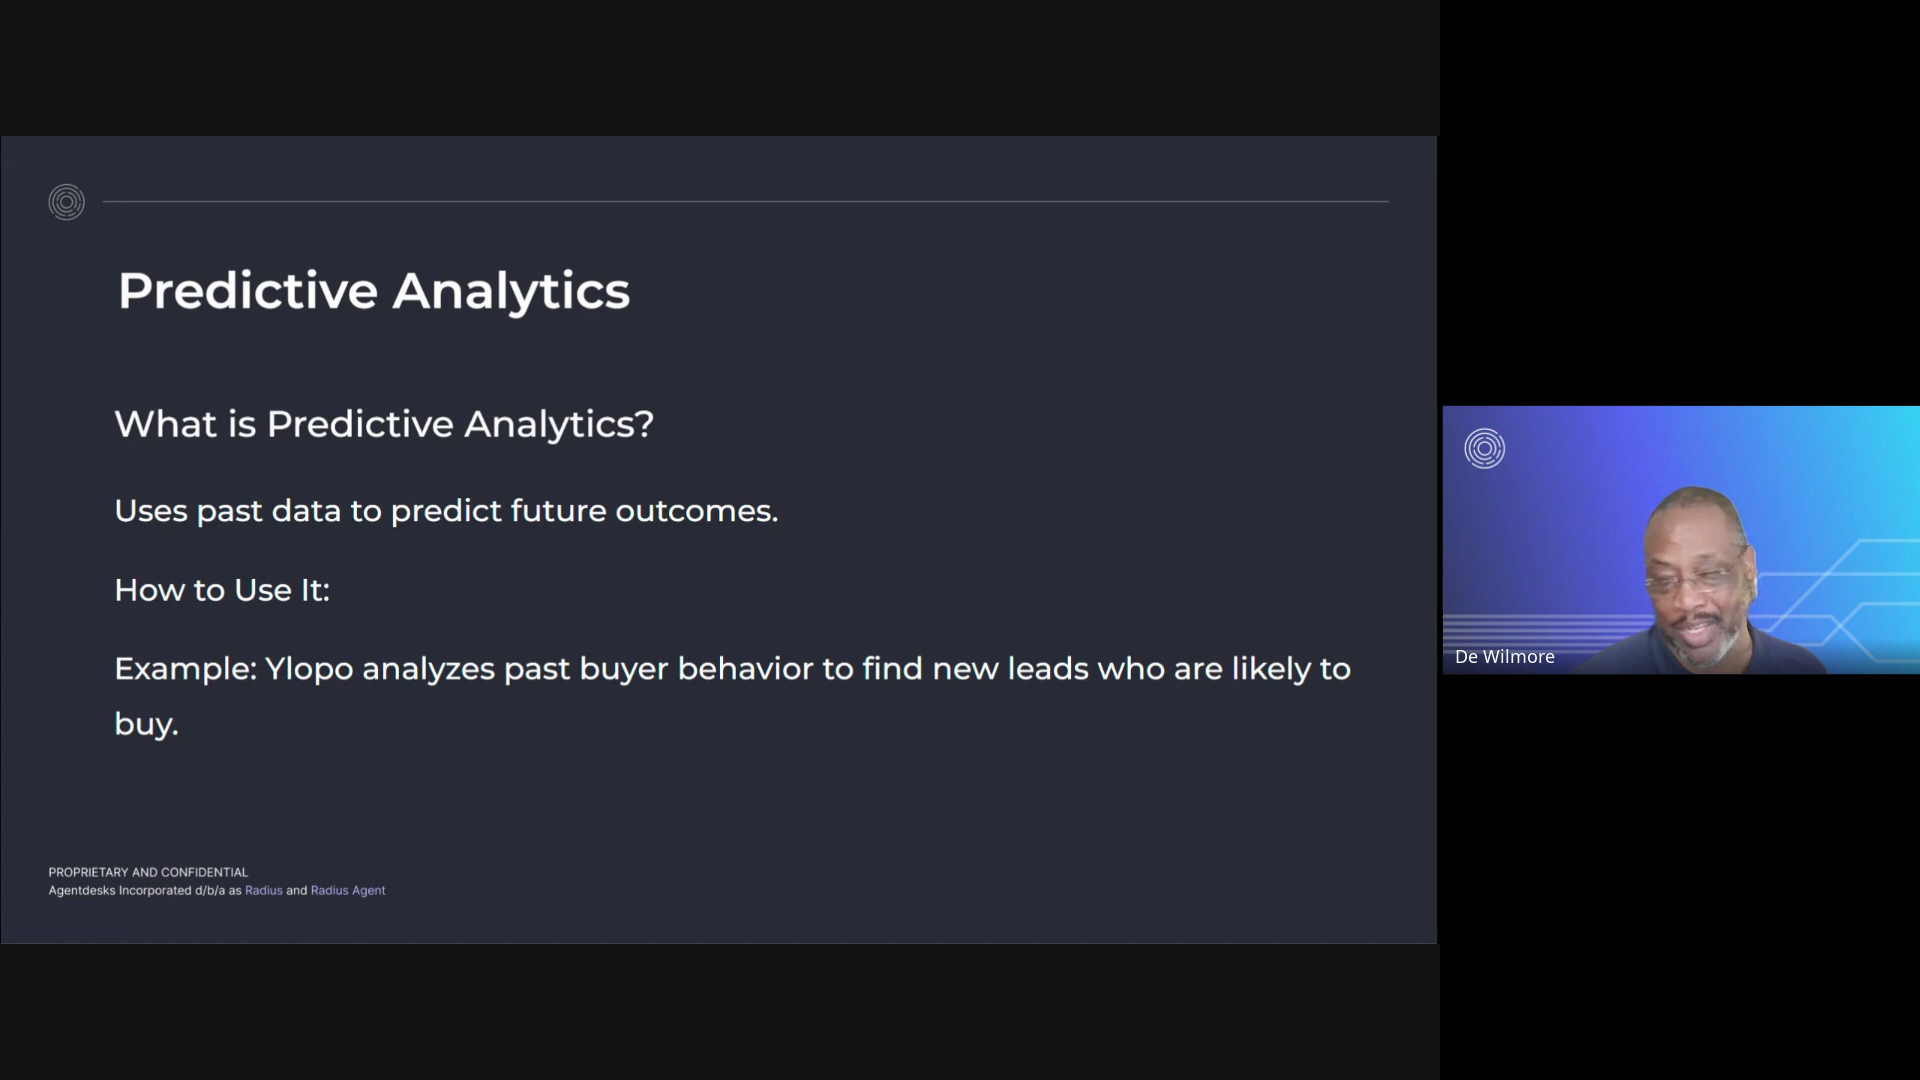 Predictive Analytics
What is Predictive Analytics?
Uses past data to predict future outcomes.
How to Use It:
Example: Ylopo analyzes past buyer behavior to find new leads who are likely to
buy.
PROPRIETARY AND CONFIDENTIAL
Agentdesks Incorporated d/b/a as Radius and Radius Agent
De Wilmore